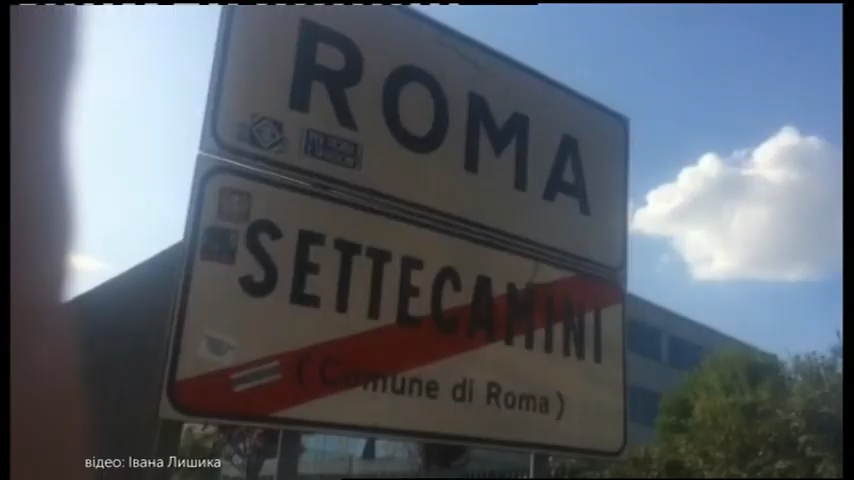 ROMA
SETTECAMINI
(Comune di Roma)
відео: Івана Лишика